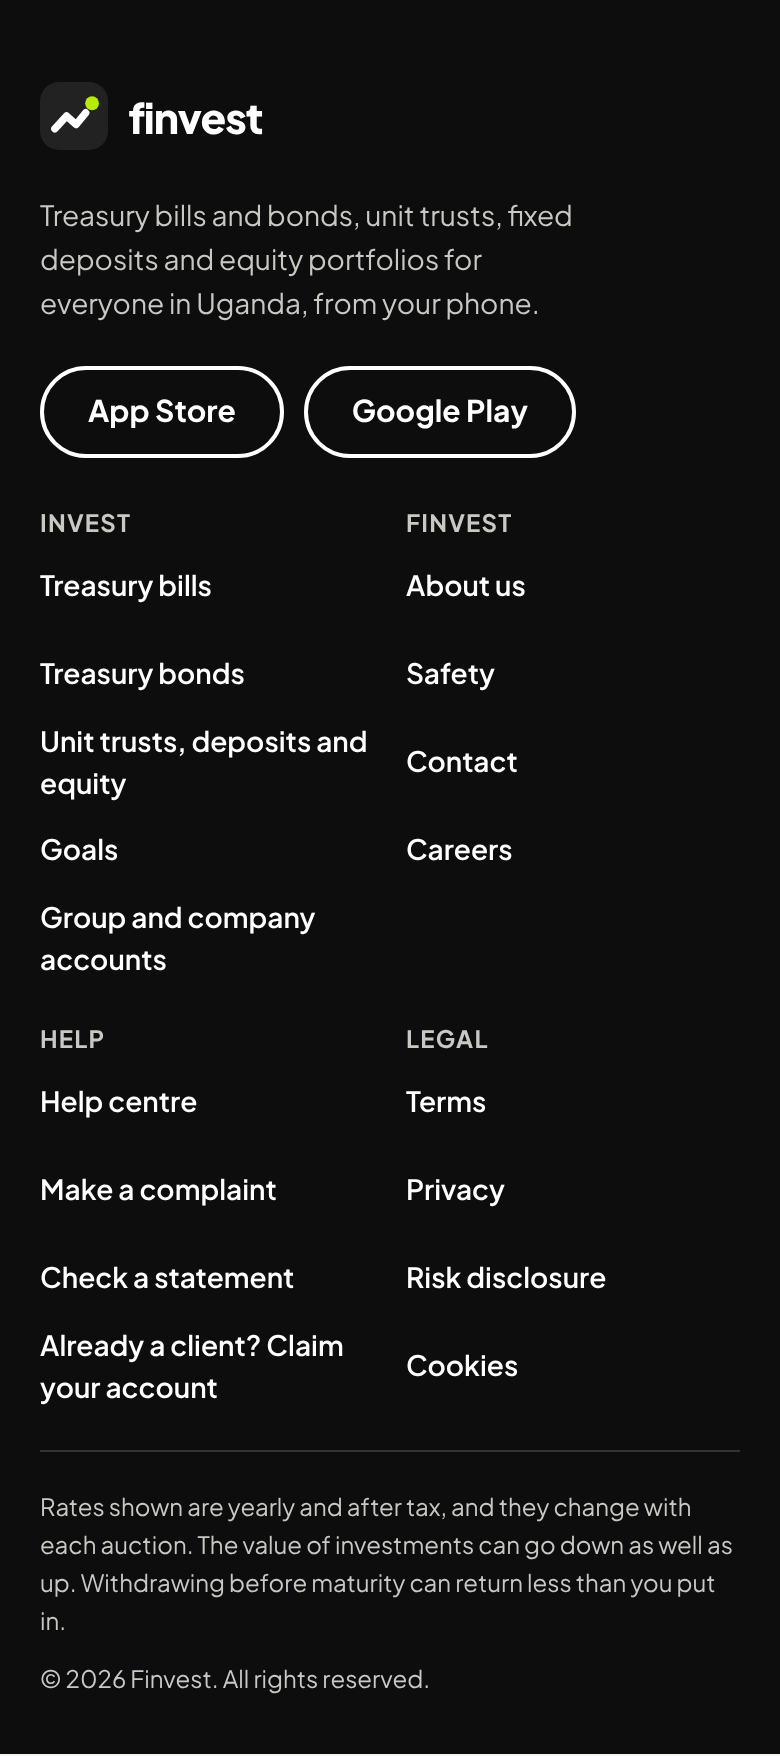 finvest
Treasury bills and bonds, unit trusts, fixed
deposits and equity portfolios for
everyone in Uganda, from your phone.
App Store
Google Play
INVEST
Treasury bills
Treasury bonds
Unit trusts, deposits and
equity
Goals
Group and company
accounts
FINVEST
About us
Safety
Contact
Careers
HELP
Help centre
Make a complaint
Check a statement
Already a client? Claim
your account
LEGAL
Terms
Privacy
Risk disclosure
Cookies
Rates shown are yearly and after tax, and they change with
each auction. The value of investments can go down as well as
up. Withdrawing before maturity can return less than you put
in.
© 2026 Finvest. All rights reserved.